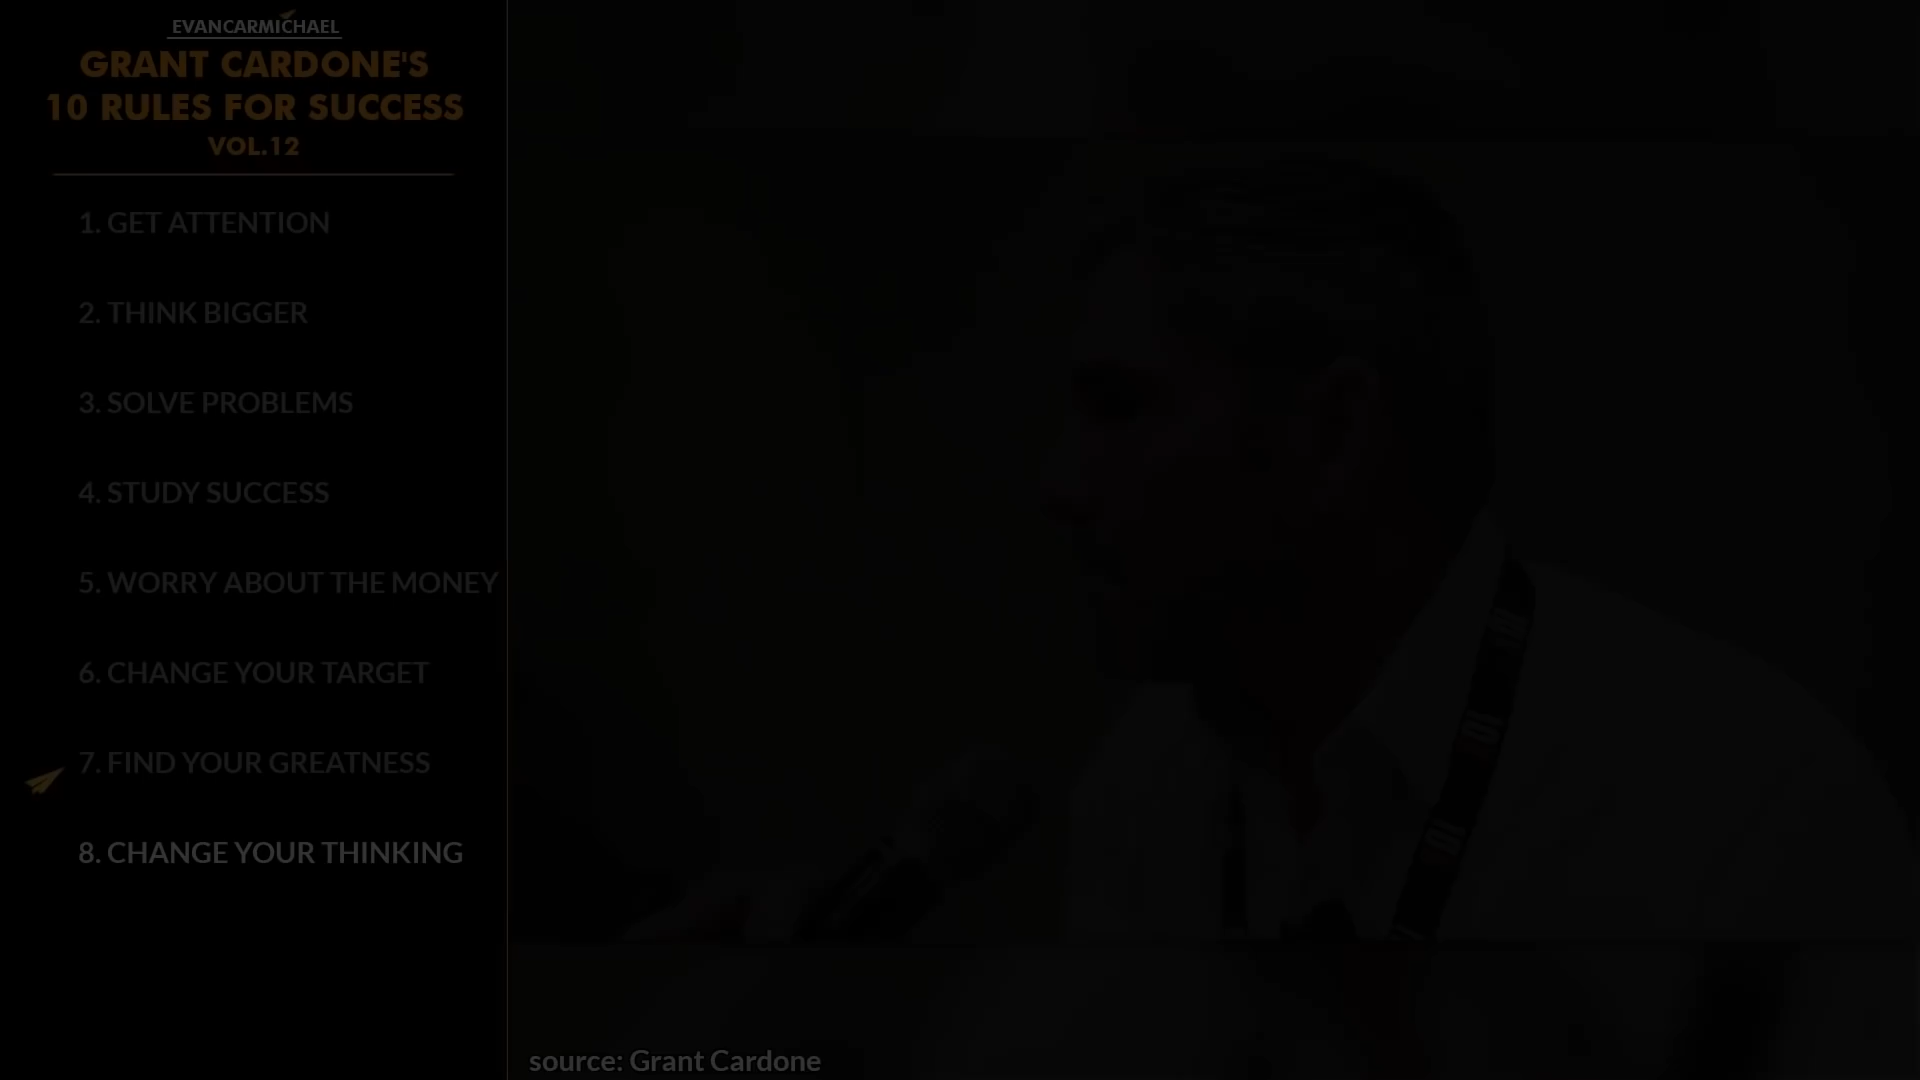 EVANCARMICHAEL
GRANT CARDONE'S
10 RULES FOR SUCCESS
VOL.12
1. GET ATTENTION
2. THINK BIGGER
3. SOLVE PROBLEMS
4. STUDY SUCCESS
5. WORRY ABOUT THE MONEY
6. CHANGE YOUR TARGET
7. FIND YOUR GREATNESS
8. CHANGE YOUR THINKING
source: Grant Cardone